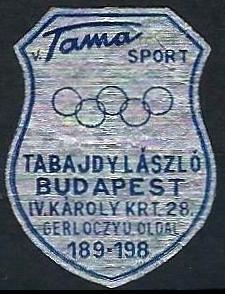 v. Tama
SPORT
TABAJDY LÁSZLÓ
BUDAPEST
IV. KÁROLY KRT. 28.
GERLÓCZY U. OLDAL
189-198